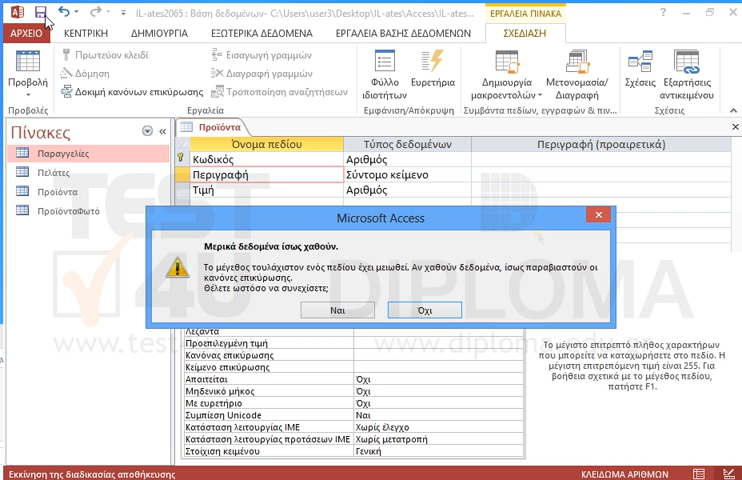 IL-ates2065 : Βάση δεδομένων- C:\Users\user3\Desktop\IL-ates\Access\IL-ates...
ΕΡΓΑΛΕΙΑ ΠΙΝΑΚΑ
ΑΡΧΕΙΟ ΚΕΝΤΡΙΚΗ ΔΗΜΙΟΥΡΓΙΑ ΕΞΩΤΕΡΙΚΑ ΔΕΔΟΜΕΝΑ ΕΡΓΑΛΕΙΑ ΒΑΣΗΣ ΔΕΔΟΜΕΝΩΝ ΣΧΕΔΙΑΣΗ
Προβολή
Προβολές
Πρωτεύον κλειδί
Δόμηση
Δοκιμή κανόνων επικύρωσης
Εισαγωγή γραμμών
Διαγραφή γραμμών
Τροποποίηση αναζητήσεων
Εργαλεία
Φύλλο ιδιοτήτων
Ευρετήρια
Εμφάνιση/Απόκρυψη
Δημιουργία μακροεντολών
Μετονομασία/ Διαγραφή
Συμβάντα πεδίων, εγγραφών & πιν...
Σχέσεις
Εξαρτήσεις αντικειμένου
Σχέσεις
Πίνακες
Παραγγελίες
Πελάτες
Προϊόντα
ΠροϊόνταΦωτό
Προϊόντα
Όνομα πεδίου Τύπος δεδομένων Περιγραφή (προαιρετικά)
Κωδικός Αριθμός
Περιγραφή Σύντομο κείμενο
Τιμή Αριθμός
Microsoft Access
Μερικά δεδομένα ίσως χαθούν.
Το μέγεθος τουλάχιστον ενός πεδίου έχει μειωθεί. Αν χαθούν δεδομένα, ίσως παραβιαστούν οι
κανόνες επικύρωσης.
Θέλετε ωστόσο να συνεχίσετε;
Ναι Όχι
Λεζάντα
Προεπιλεγμένη τιμή
Κανόνας επικύρωσης
Κείμενο επικύρωσης
Απαιτείται Όχι
Μηδενικό μήκος Όχι
Με ευρετήριο Όχι
Συμπίεση Unicode Ναι
Κατάσταση λειτουργίας IME Χωρίς έλεγχο
Κατάσταση λειτουργίας προτάσεων IME Χωρίς μετατροπή
Στοίχιση κειμένου Γενική
Το μέγιστο επιτρεπτό πλήθος χαρακτήρων
που μπορείτε να καταχωρήσετε στο πεδίο. Η
μέγιστη επιτρεπόμενη τιμή είναι 255. Για
βοήθεια σχετικά με το μέγεθος πεδίου,
πατήστε F1.
Εκκίνηση της διαδικασίας αποθήκευσης
ΚΛΕΙΔΩΜΑ ΑΡΙΘΜΩΝ
TEST
4U
DIPLOMA